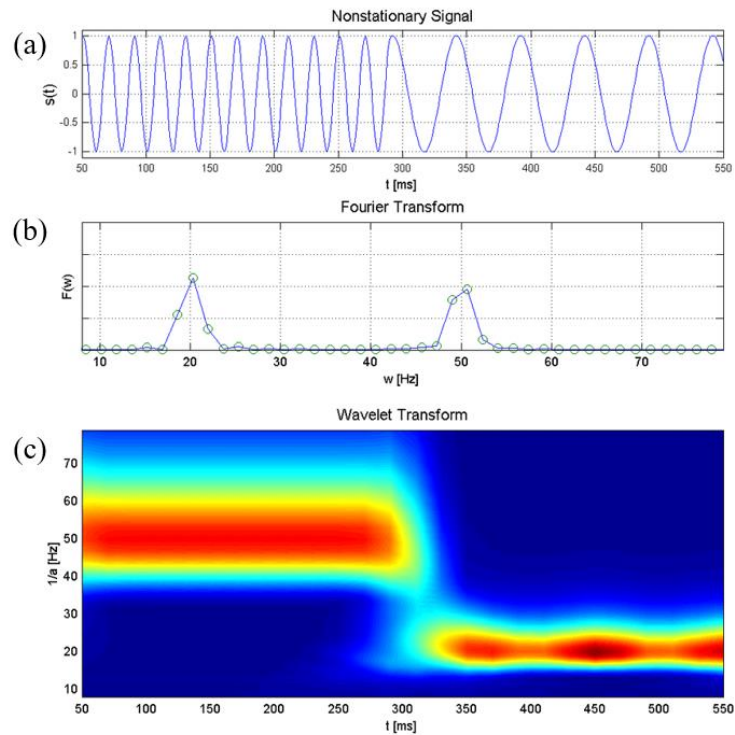 (a)
Nonstationary Signal
s(t)
1
0.5
0
-0.5
-1
50 100 150 200 250 300 350 400 450 500 550
t [ms]
(b)
Fourier Transform
F(w)
10 20 30 40 50 60 70
w [Hz]
(c)
Wavelet Transform
1/a [Hz]
70
60
50
40
30
20
10
50 100 150 200 250 300 350 400 450 500 550
t [ms]